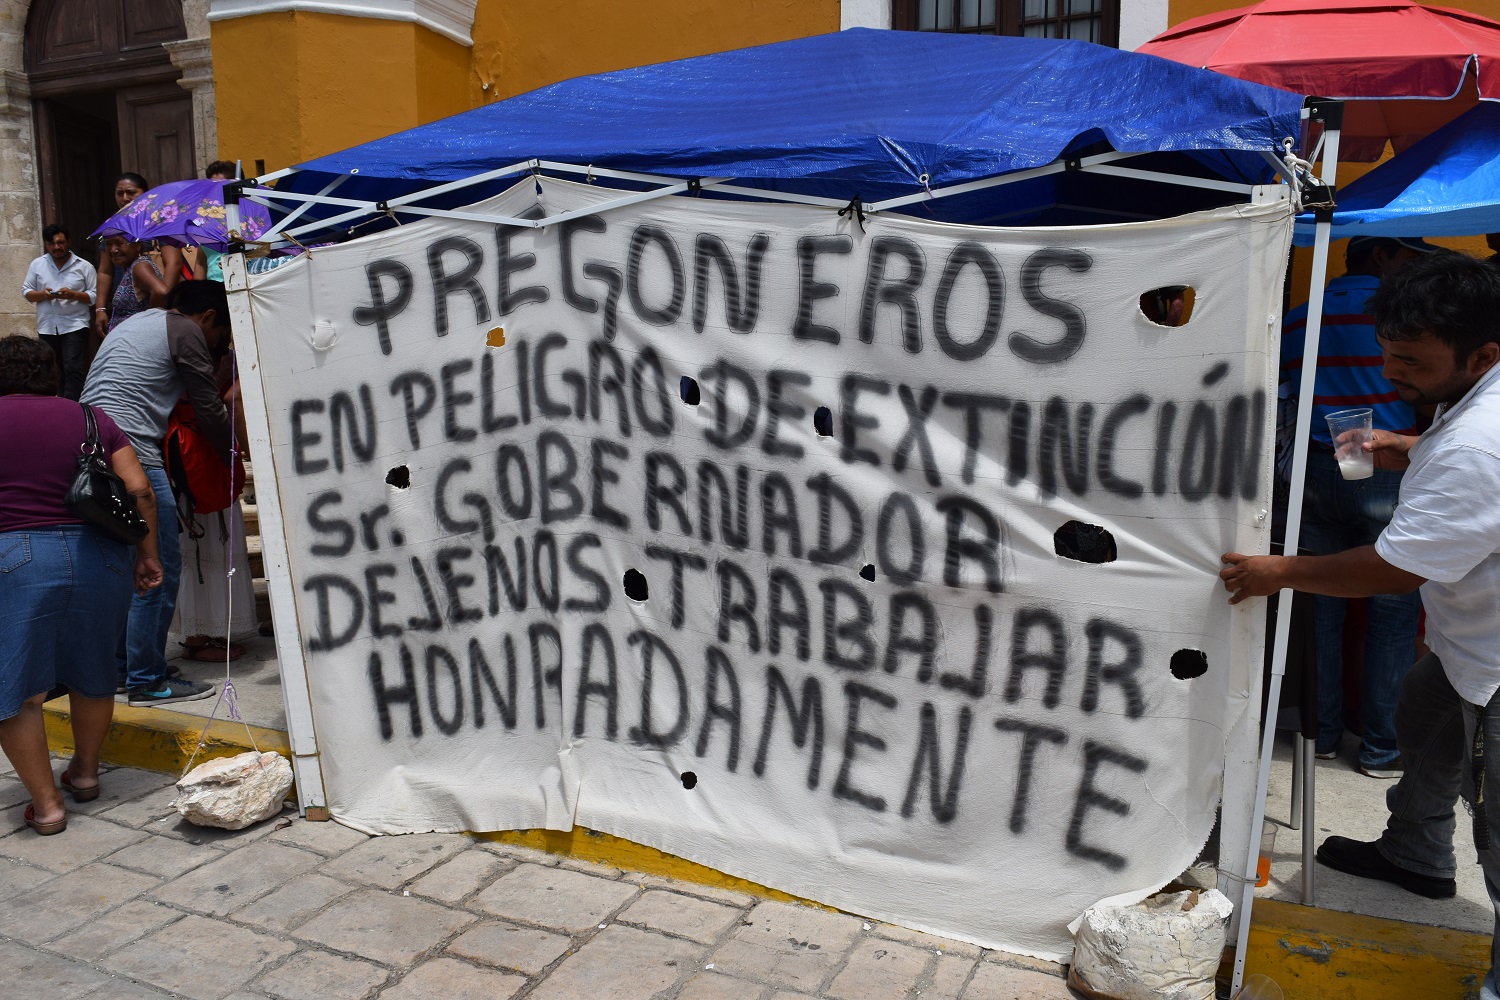 PREGONEROS
EN PELIGRO DE EXTINCIÓN
Sr. GOBERNADOR
DEJENOS TRABAJAR
HONRADAMENTE